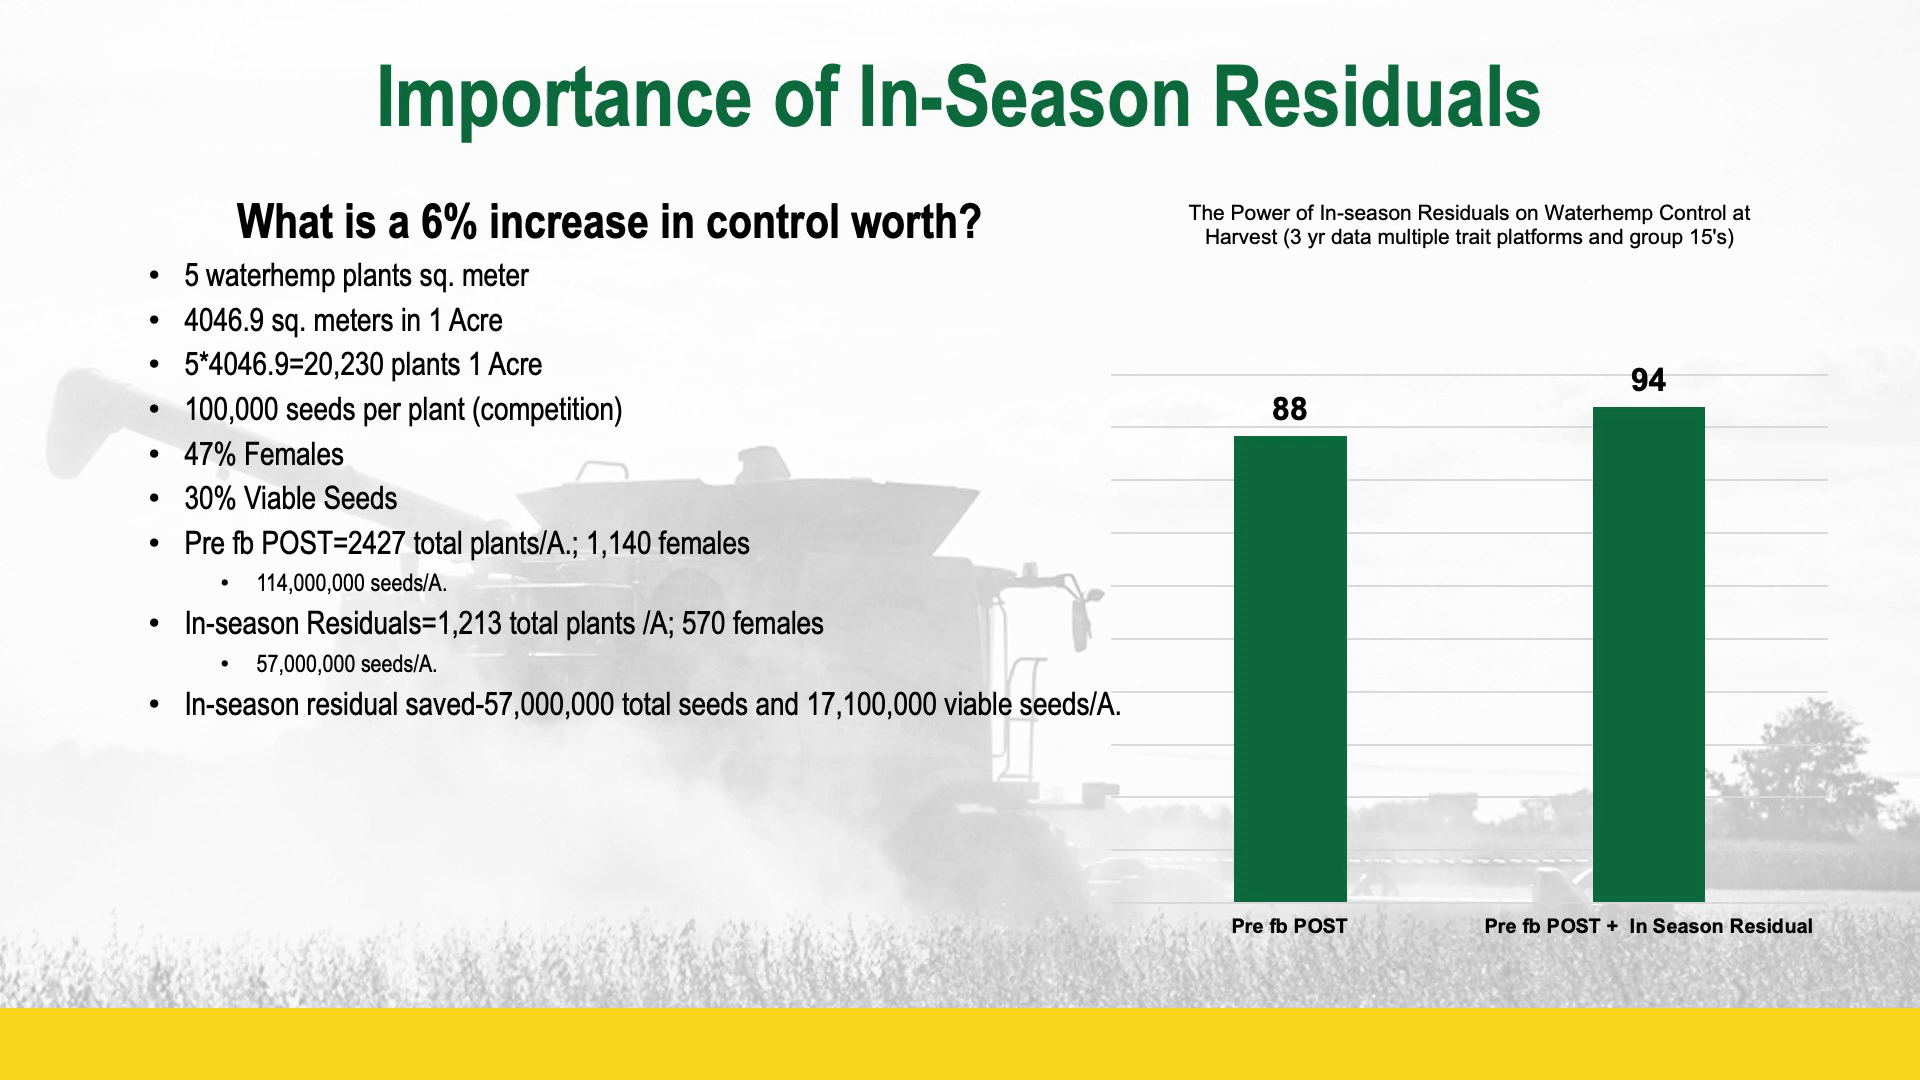 Importance of In-Season Residuals
What is a 6% increase in control worth?
• 5 waterhemp plants sq. meter
• 4046.9 sq. meters in 1 Acre
• 5*4046.9=20,230 plants 1 Acre
• 100,000 seeds per plant (competition)
• 47% Females
• 30% Viable Seeds
• Pre fb POST=2427 total plants/A.; 1,140 females
• 114,000,000 seeds/A.
• In-season Residuals=1,213 total plants /A; 570 females
• 57,000,000 seeds/A.
• In-season residual saved-57,000,000 total seeds and 17,100,000 viable seeds/A.
The Power of In-season Residuals on Waterhemp Control at
Harvest (3 yr data multiple trait platforms and group 15's)
88
94
Pre fb POST
Pre fb POST + In Season Residual